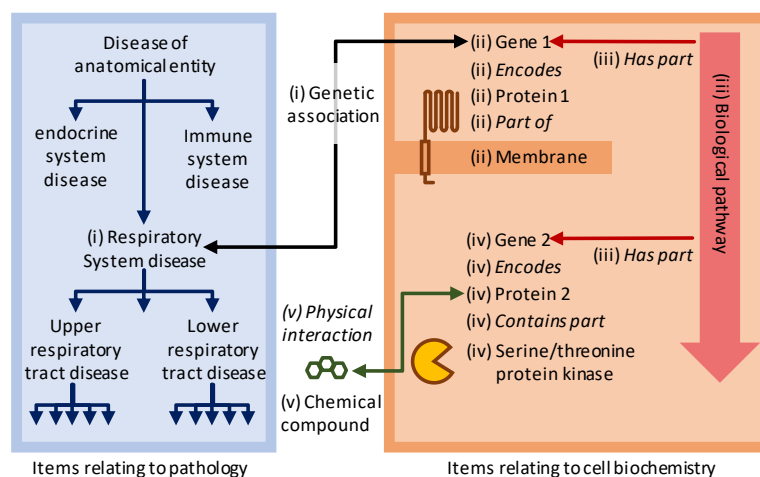 Disease of
anatomical entity
endocrine
system
disease
Immune
system
disease
(i) Respiratory
System disease
Upper
respiratory
tract disease
Lower
respiratory
tract disease
Items relating to pathology
(i) Genetic
association
(v) Physical
interaction
(v) Chemical
compound
(ii) Gene 1
(ii) Encodes
(ii) Protein 1
(ii) Part of
(ii) Membrane
(iii) Has part
(iii) Biological pathway
(iv) Gene 2
(iii) Has part
(iv) Encodes
(iv) Protein 2
(iv) Contains part
(iv) Serine/threonine
protein kinase
Items relating to cell biochemistry